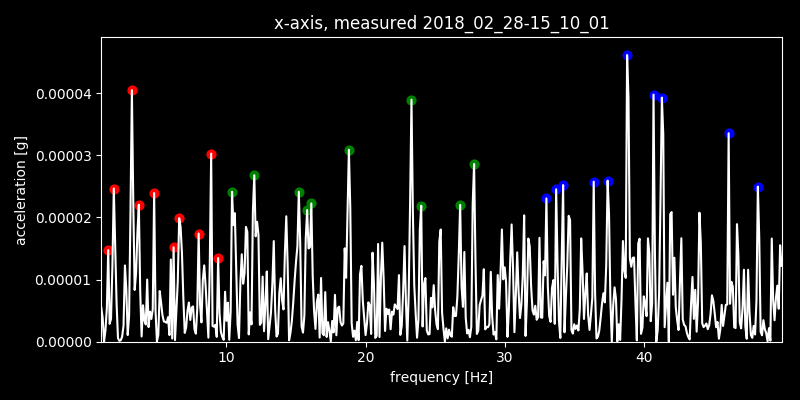 x-axis, measured 2018_02_28-15_10_01
0.00004
0.00003
0.00002
0.00001
0.00000
acceleration [g]
10 20 30 40
frequency [Hz]